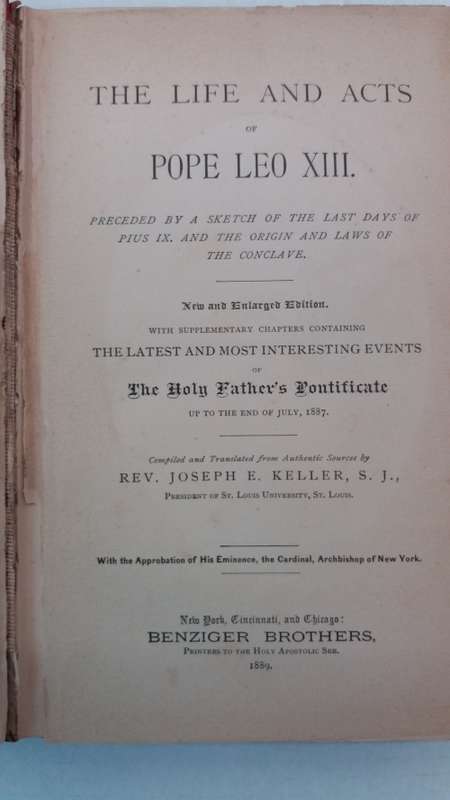 THE LIFE AND ACTS
OF
POPE LEO XIII.
PRECEDED BY A SKETCH OF THE LAST DAYS OF
PIUS IX. AND THE ORIGIN AND LAWS OF
THE CONCLAVE.
New and Enlarged Edition.
WITH SUPPLEMENTARY CHAPTERS CONTAINING
THE LATEST AND MOST INTERESTING EVENTS
OF
The Holy Father's Pontificate
UP TO THE END OF JULY, 1887.
Compiled and Translated from Authentic Sources by
REV. JOSEPH E. KELLER, S. J.,
PRESIDENT OF ST. LOUIS UNIVERSITY, ST. LOUIS.
With the Approbation of His Eminence, the Cardinal, Archbishop of New York.
New York, Cincinnati, and Chicago:
BENZIGER BROTHERS,
PRINTERS TO THE HOLY APOSTOLIC SEE.
1889.